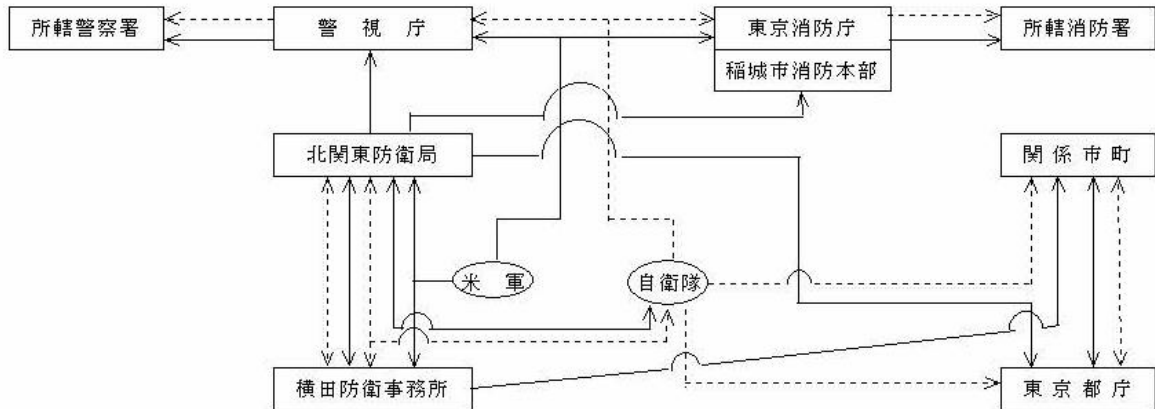 所轄警察署
警視庁
東京消防庁
所轄消防署
稲城市消防本部
北関東防衛局
関係市町
米軍
自衛隊
横田防衛事務所
東京都庁